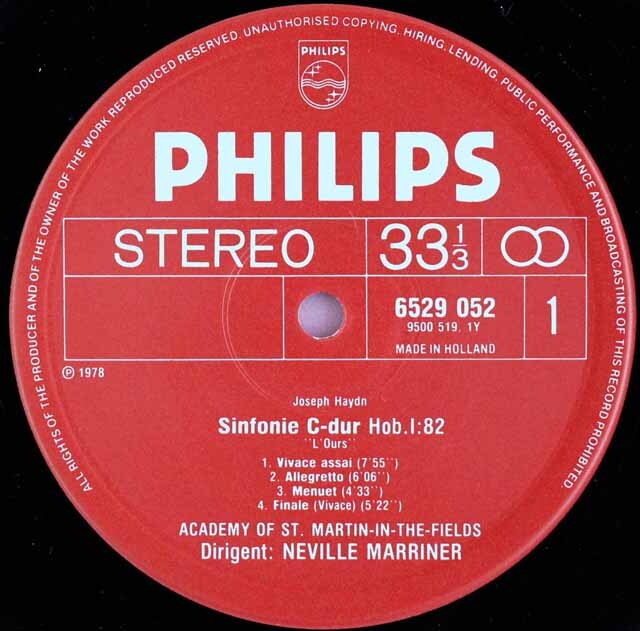 ALL RIGHTS OF THE PRODUCER AND OF THE OWNER OF THE WORK REPRODUCED RESERVED. UNAUTHORISED COPYING, HIRING, LENDING, PUBLIC PERFORMANCE AND BROADCASTING OF THIS RECORD PROHIBITED.
PHILIPS
PHILIPS
STEREO 33 1/3
6529 052 1
9500 519. 1Y
MADE IN HOLLAND
Ⓟ 1978
Joseph Haydn
Sinfonie C-dur Hob.I:82
''L'Ours''
1. Vivace assai (7'55'')
2. Allegretto (6'06'')
3. Menuet (4'33'')
4. Finale (Vivace) (5'22'')
ACADEMY OF ST. MARTIN-IN-THE-FIELDS
Dirigent: NEVILLE MARRINER